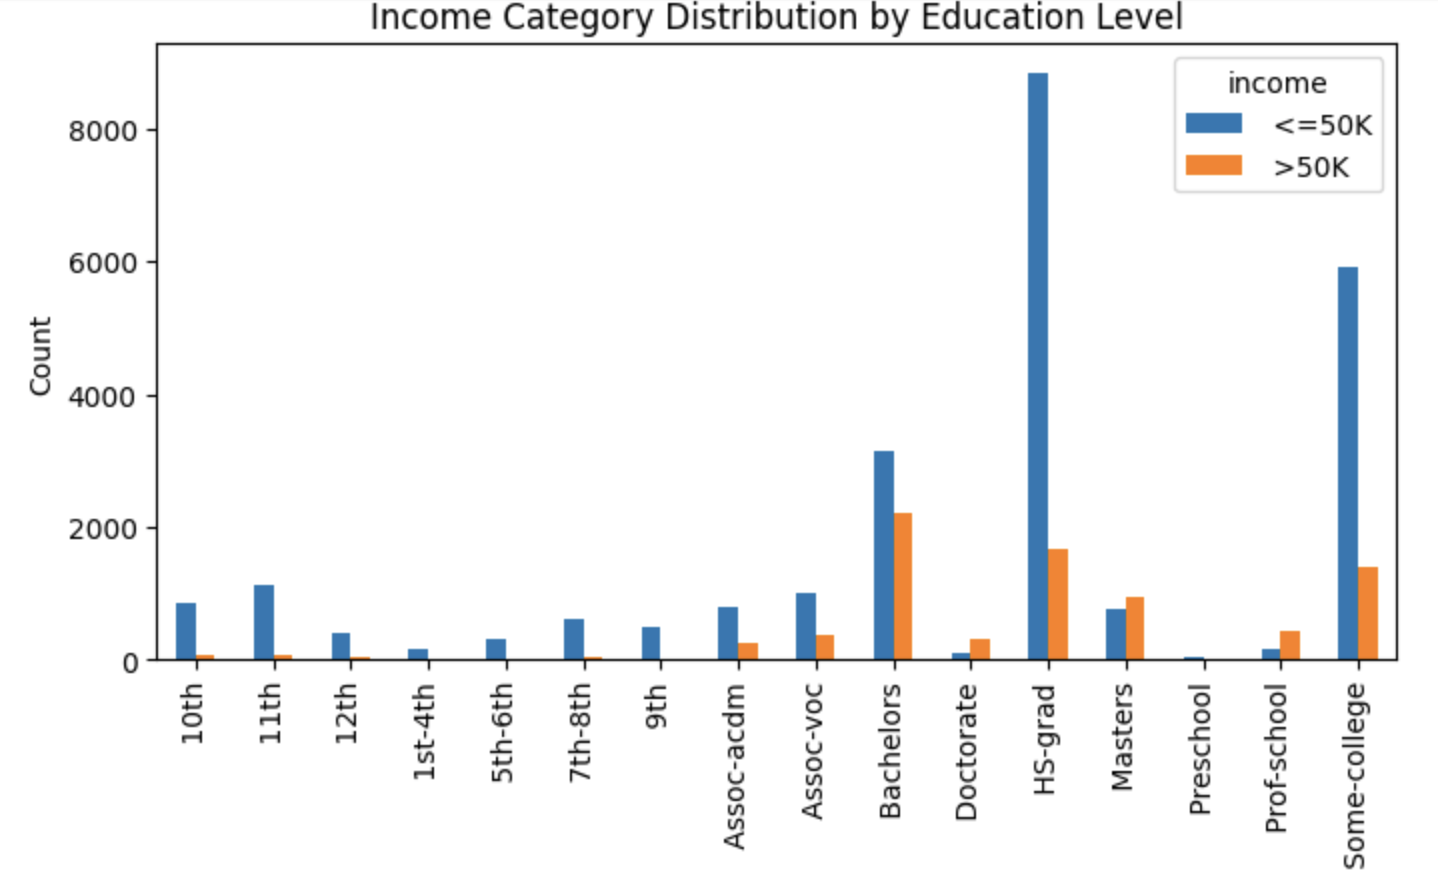 Income Category Distribution by Education Level
income
<=50K
>50K
Count
8000
6000
4000
2000
0
10th
11th
12th
1st-4th
5th-6th
7th-8th
9th
Assoc-acdm
Assoc-voc
Bachelors
Doctorate
HS-grad
Masters
Preschool
Prof-school
Some-college